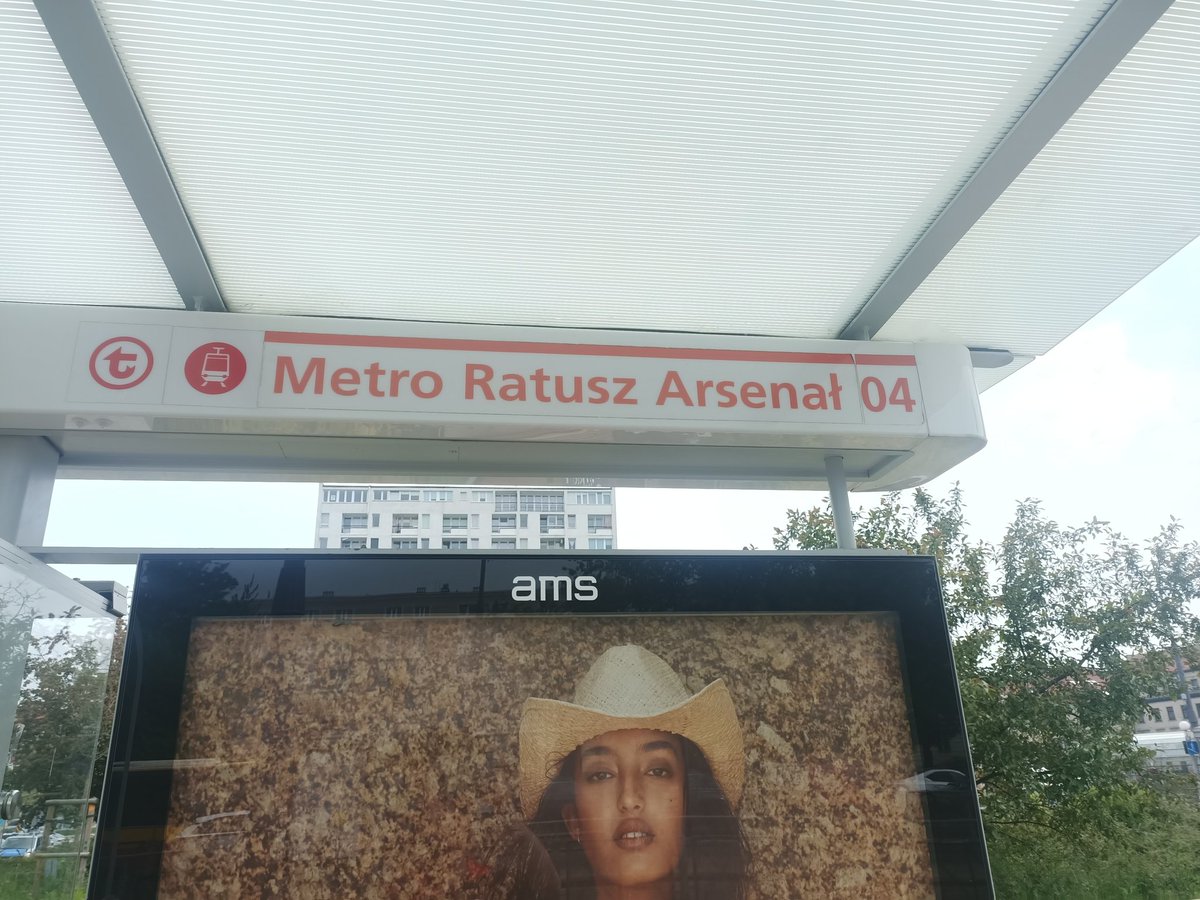 t Metro Ratusz Arsenał 04
ams